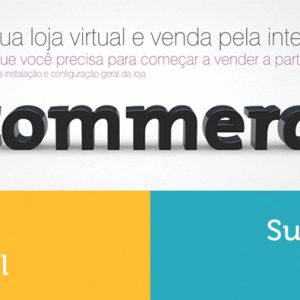 ua loja virtual e venda pela inte
ue você precisa para começar a vender a part
a instalação e configuração geral da loja
commerc
Su
l